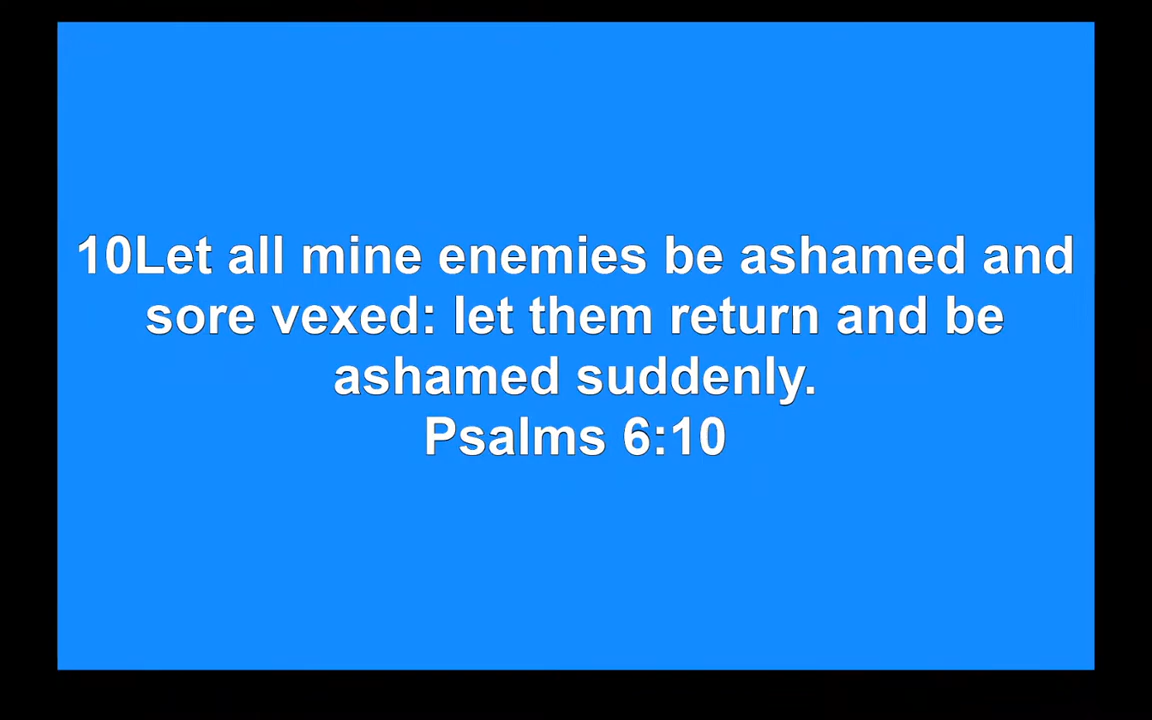 10Let all mine enemies be ashamed and
sore vexed: let them return and be
ashamed suddenly.
Psalms 6:10